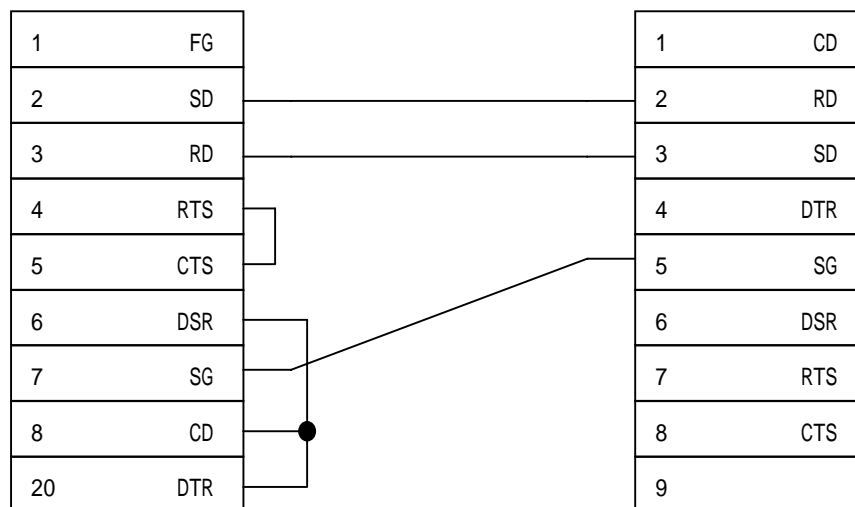 1 FG
2 SD
3 RD
4 RTS
5 CTS
6 DSR
7 SG
8 CD
20 DTR
1 CD
2 RD
3 SD
4 DTR
5 SG
6 DSR
7 RTS
8 CTS
9